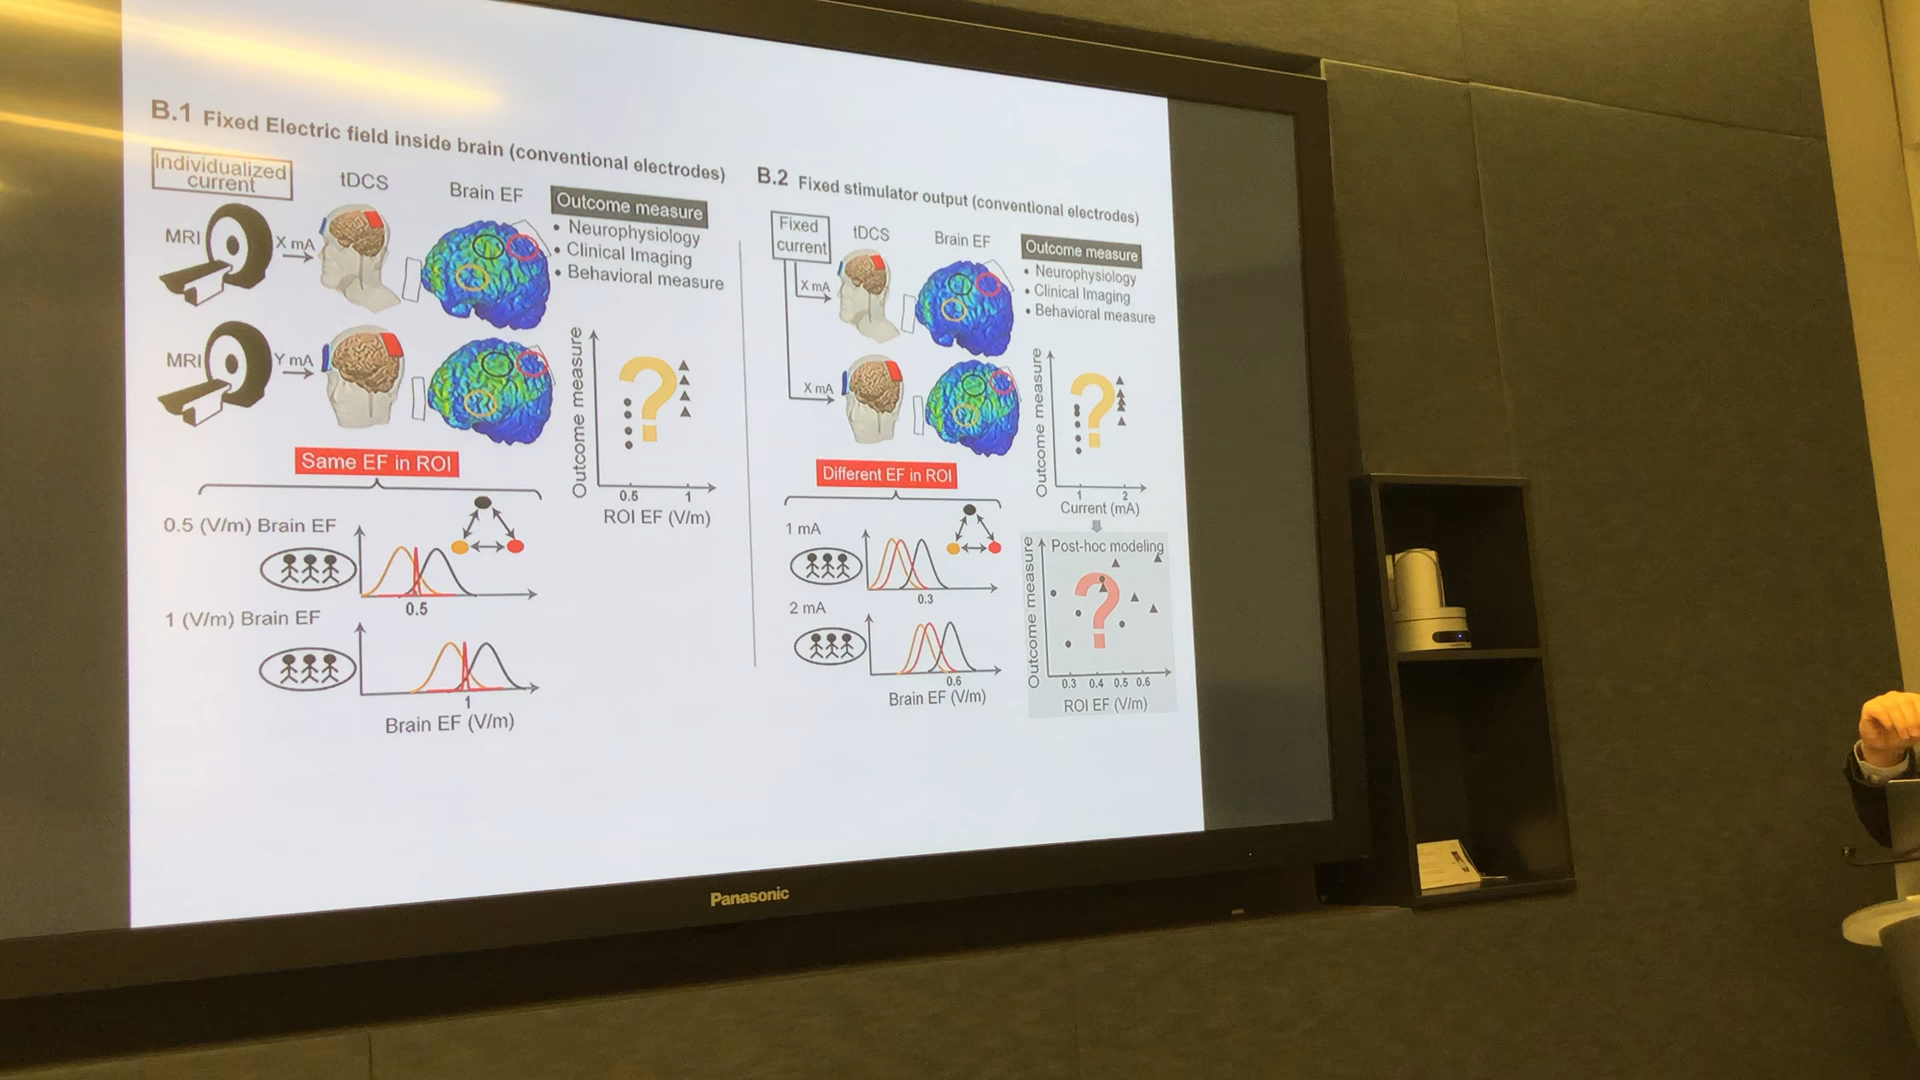 B.1 Fixed Electric field inside brain (conventional electrodes)
Individualized
current
tDCS
Brain EF
Outcome measure
• Neurophysiology
• Clinical Imaging
• Behavioral measure
MRI
X mA
MRI
Y mA
Outcome measure
0.5
1
ROI EF (V/m)
Same EF in ROI
0.5 (V/m) Brain EF
0.5
1 (V/m) Brain EF
1
Brain EF (V/m)
B.2 Fixed stimulator output (conventional electrodes)
Fixed
current
tDCS
Brain EF
Outcome measure
• Neurophysiology
• Clinical Imaging
• Behavioral measure
X mA
X mA
Outcome measure
1
2
Current (mA)
Different EF in ROI
1 mA
0.3
2 mA
0.6
Brain EF (V/m)
Post-hoc modeling
Outcome measure
0.3 0.4 0.5 0.6
ROI EF (V/m)
Panasonic